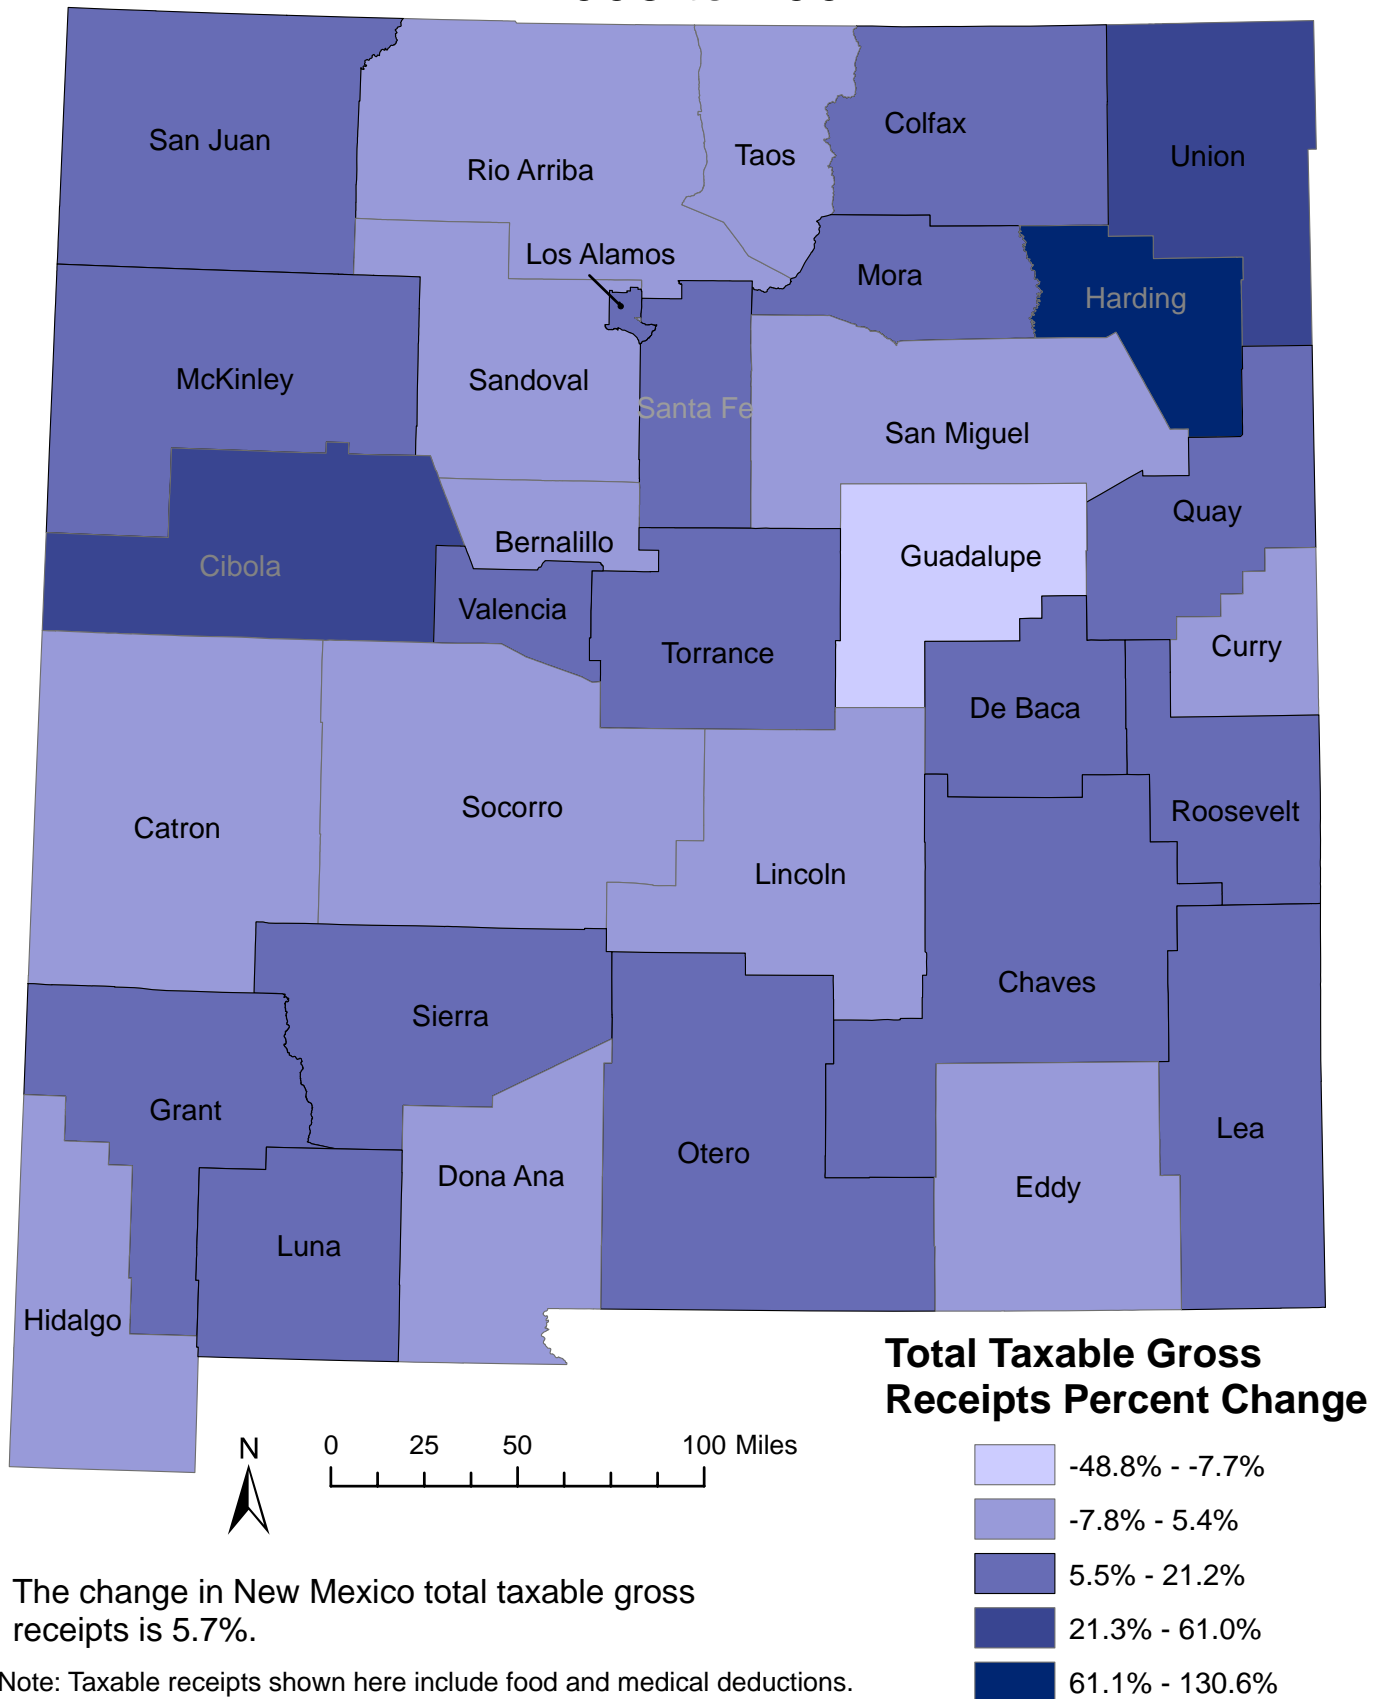 San Juan
Rio Arriba
Taos
Colfax
Union
Los Alamos
Mora
Harding
McKinley
Sandoval
Santa Fe
San Miguel
Quay
Cibola
Bernalillo
Guadalupe
Valencia
Torrance
Curry
De Baca
Catron
Socorro
Lincoln
Roosevelt
Sierra
Chaves
Grant
Dona Ana
Otero
Eddy
Lea
Luna
Hidalgo
Total Taxable Gross
Receipts Percent Change
-48.8% - -7.7%
-7.8% - 5.4%
5.5% - 21.2%
21.3% - 61.0%
61.1% - 130.6%
N
0 25 50 100 Miles
The change in New Mexico total taxable gross
receipts is 5.7%.
Note: Taxable receipts shown here include food and medical deductions.